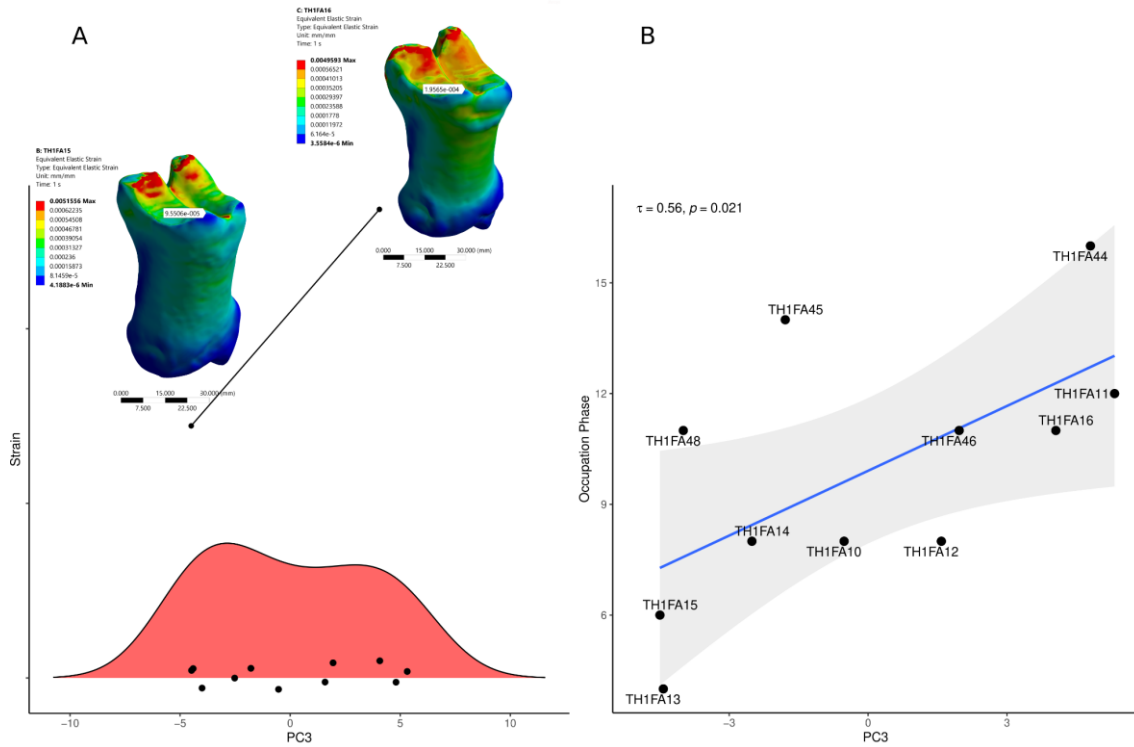 A
C: TH1FA16
Equivalent Elastic Strain
Type: Equivalent Elastic Strain
Unit: mm/mm
Time: 1 s
0.0049593 Max
0.00056521
0.00041013
0.00035205
0.00029397
0.00023588
0.0001778
0.00011972
6.164e-5
3.5584e-6 Min
1.9565e-004
0.000 15.000 30.000 (mm)
7.500 22.500
B: TH1FA15
Equivalent Elastic Strain
Type: Equivalent Elastic Strain
Unit: mm/mm
Time: 1 s
0.0051556 Max
0.00062235
0.00054508
0.00046781
0.00039054
0.00031327
0.000236
0.00015873
8.1459e-5
4.1883e-6 Min
9.5506e-005
0.000 15.000 30.000 (mm)
7.500 22.500
Strain
−10 −5 0 5 10
PC3
B
τ = 0.56, p = 0.021
Occupation Phase
15
12
9
6
TH1FA44
TH1FA45
TH1FA11
TH1FA16
TH1FA48
TH1FA46
TH1FA14
TH1FA10
TH1FA12
TH1FA15
TH1FA13
−3 0 3
PC3